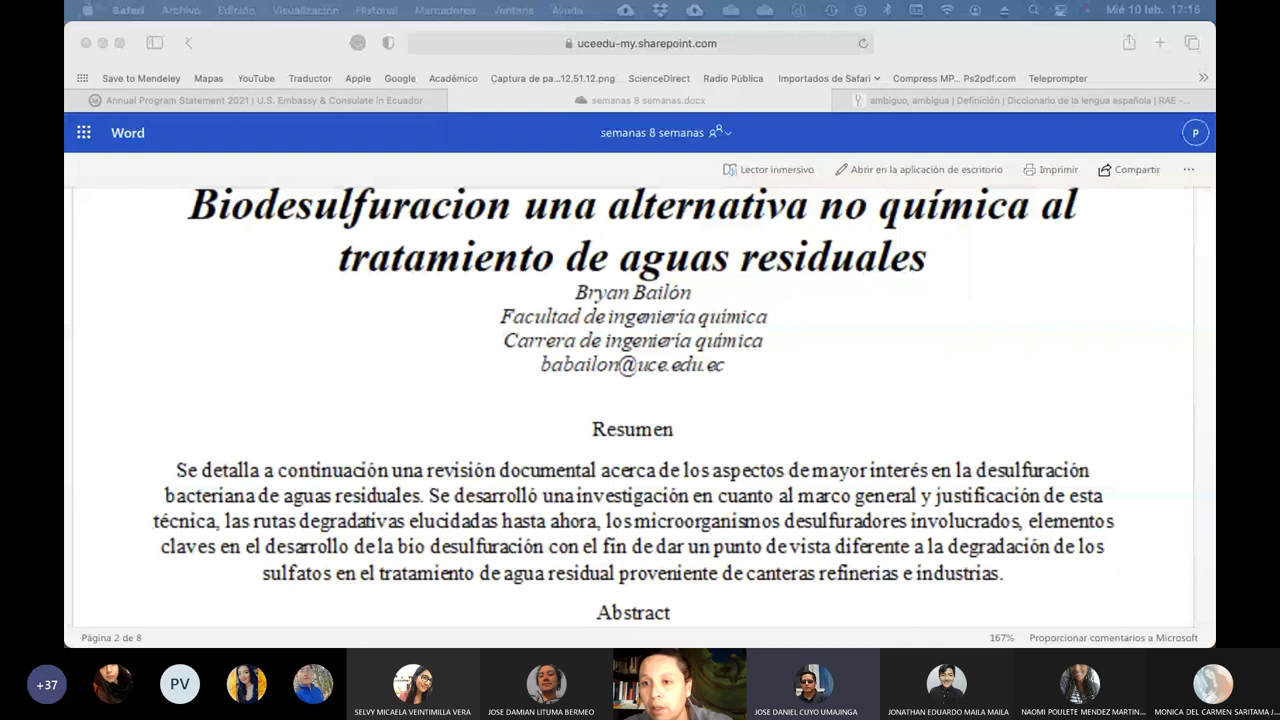 Safari Archivo Edición Visualización Historial Marcadores Ventana Ayuda Mié 10 feb. 17:16
uceedu-my.sharepoint.com
Save to Mendeley Mapas YouTube Traductor Apple Google Académico Captura de pa...12.51.12.png ScienceDirect Radio Pública Importados de Safari Compress MP... Ps2pdf.com Teleprompter
Annual Program Statement 2021 | U.S. Embassy & Consulate in Ecuador semanas 8 semanas.docx ambiguo, ambigua | Definición | Diccionario de la lengua española | RAE -...
Word semanas 8 semanas P
Lector inmersivo Abrir en la aplicación de escritorio Imprimir Compartir ...
Biodesulfuracion una alternativa no química al
tratamiento de aguas residuales
Bryan Bailón
Facultad de ingeniería química
Carrera de ingeniería química
babailon@uce.edu.ec
Resumen
Se detalla a continuación una revisión documental acerca de los aspectos de mayor interés en la desulfuración
bacteriana de aguas residuales. Se desarrolló una investigación en cuanto al marco general y justificación de esta
técnica, las rutas degradativas elucidadas hasta ahora, los microorganismos desulfuradores involucrados, elementos
claves en el desarrollo de la bio desulfuración con el fin de dar un punto de vista diferente a la degradación de los
sulfatos en el tratamiento de agua residual proveniente de canteras refinerias e industrias.
Abstract
Página 2 de 8 167% Proporcionar comentarios a Microsoft
+37 PV
SELVY MICAELA VEINTIMILLA VERA JOSE DAMIAN LITUMA BERMEO JOSE DANIEL CUYO UMAJINGA JONATHAN EDUARDO MAILA MAILA NAOMI POULETE MENDEZ MARTIN... MONICA DEL CARMEN SARITAMA J...